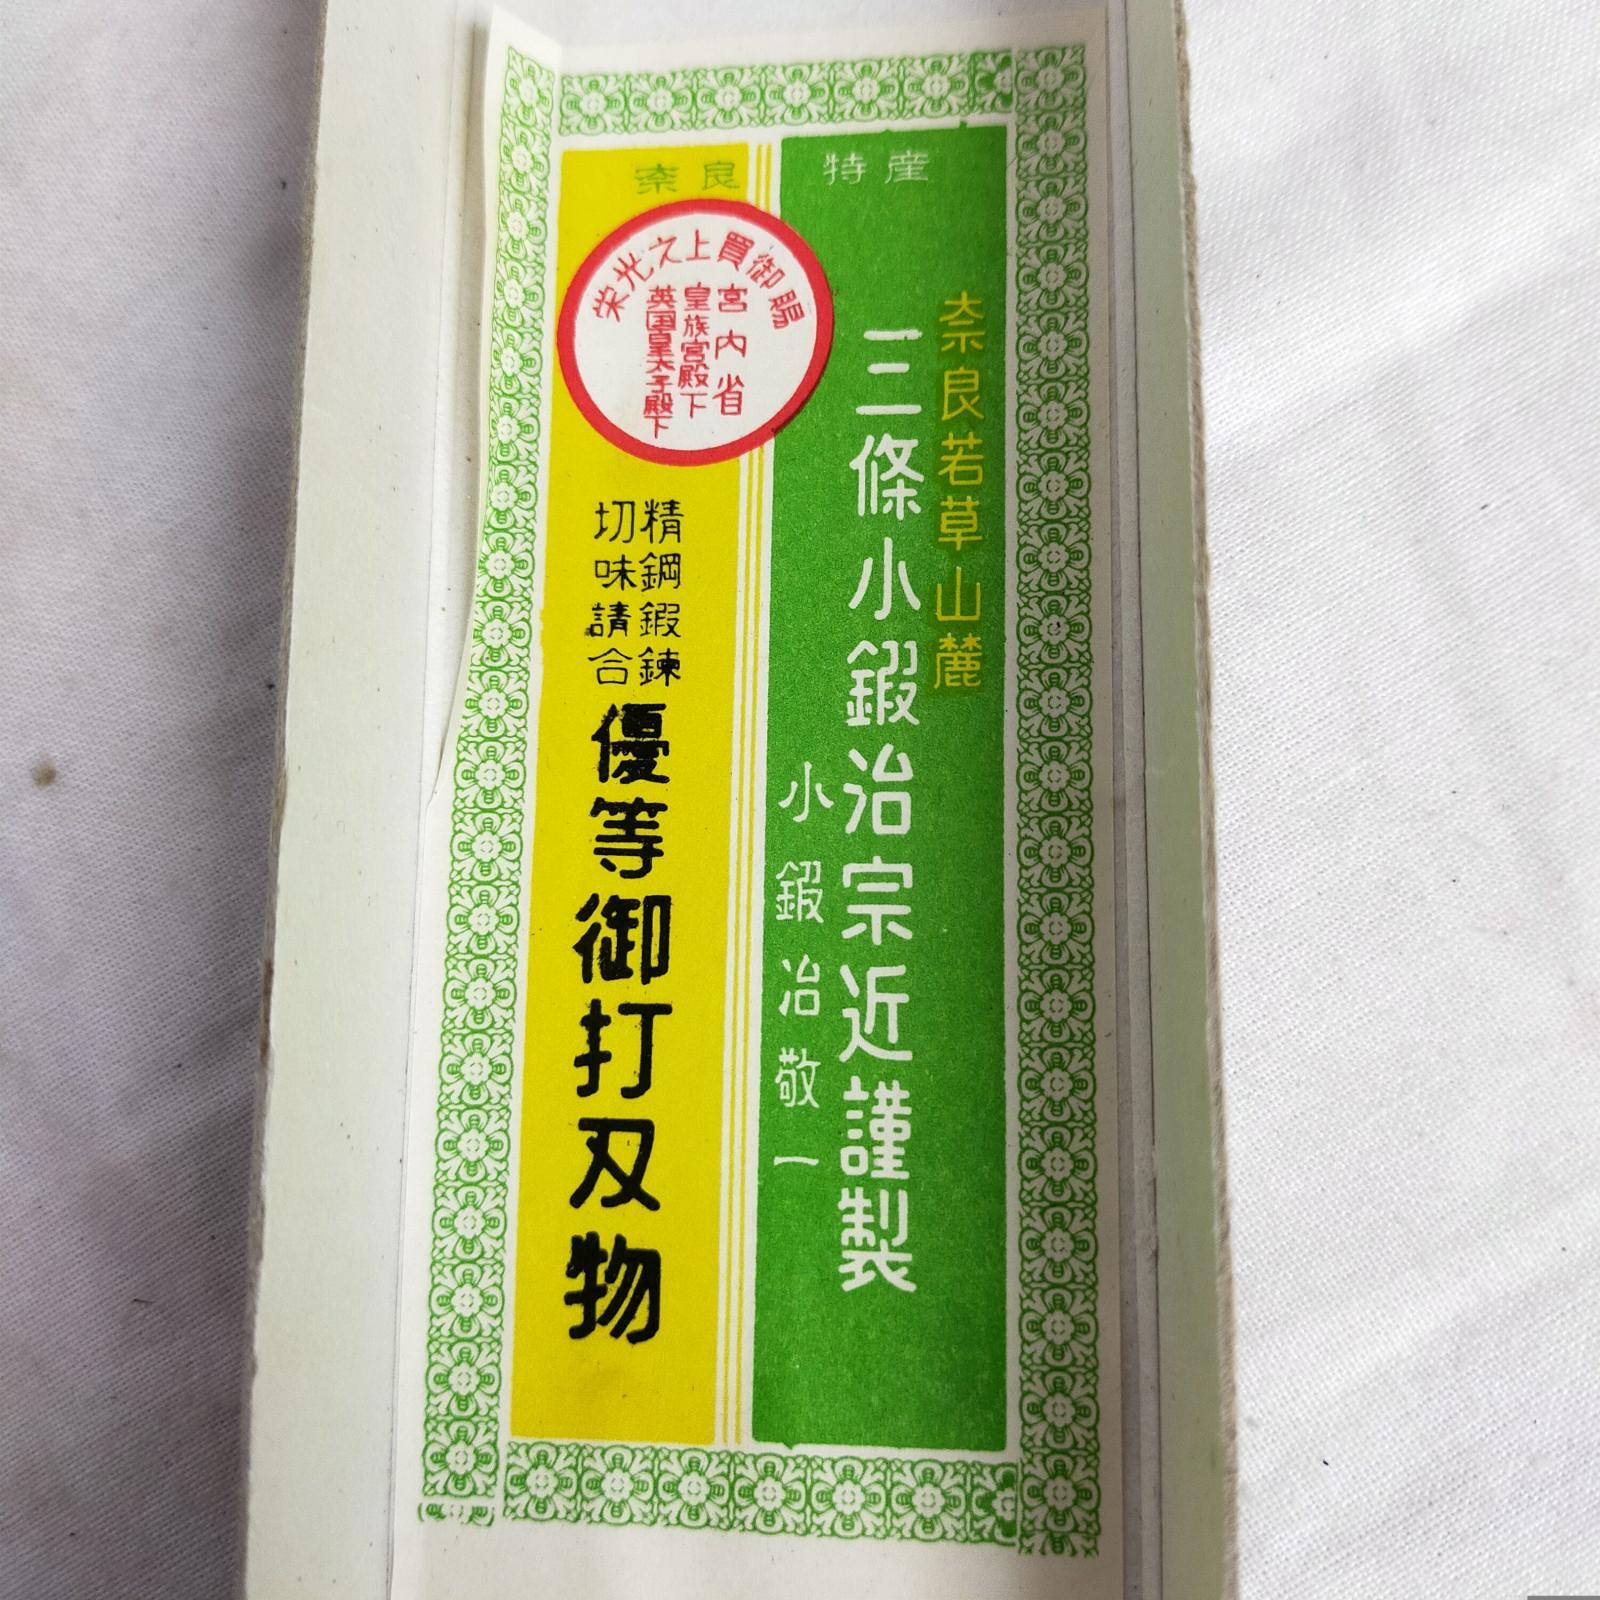 奈良 特産
奈良若草山麓
三條小鍛冶宗近謹製
小鍛冶敬一
賜御買上之光栄
宮内省
皇族宮殿下
英国皇太子殿下
精鋼鍛錬
切味請合
優等御打刃物